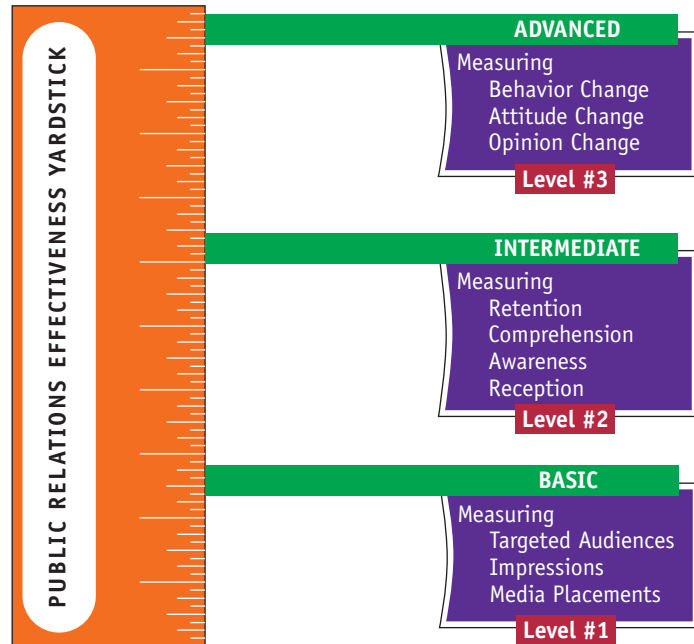 PUBLIC RELATIONS EFFECTIVENESS YARDSTICK
ADVANCED
Measuring
Behavior Change
Attitude Change
Opinion Change
Level #3
INTERMEDIATE
Measuring
Retention
Comprehension
Awareness
Reception
Level #2
BASIC
Measuring
Targeted Audiences
Impressions
Media Placements
Level #1